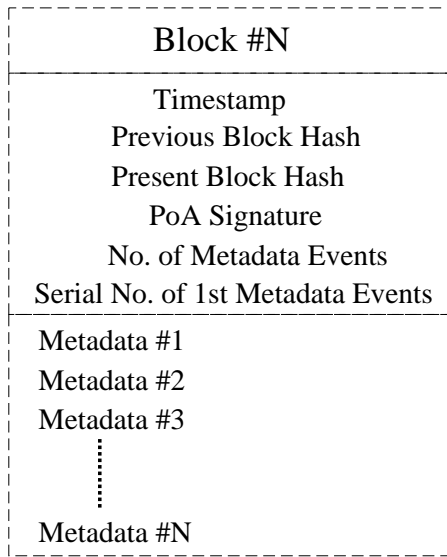 Block #N
Timestamp
Previous Block Hash
Present Block Hash
PoA Signature
No. of Metadata Events
Serial No. of 1st Metadata Events
Metadata #1
Metadata #2
Metadata #3
Metadata #N